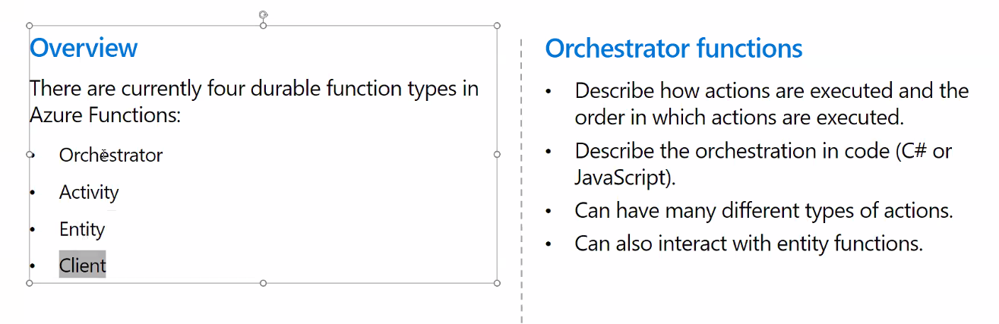 Overview
There are currently four durable function types in
Azure Functions:
• Orchestrator
• Activity
• Entity
• Client
Orchestrator functions
• Describe how actions are executed and the
order in which actions are executed.
• Describe the orchestration in code (C# or
JavaScript).
• Can have many different types of actions.
• Can also interact with entity functions.